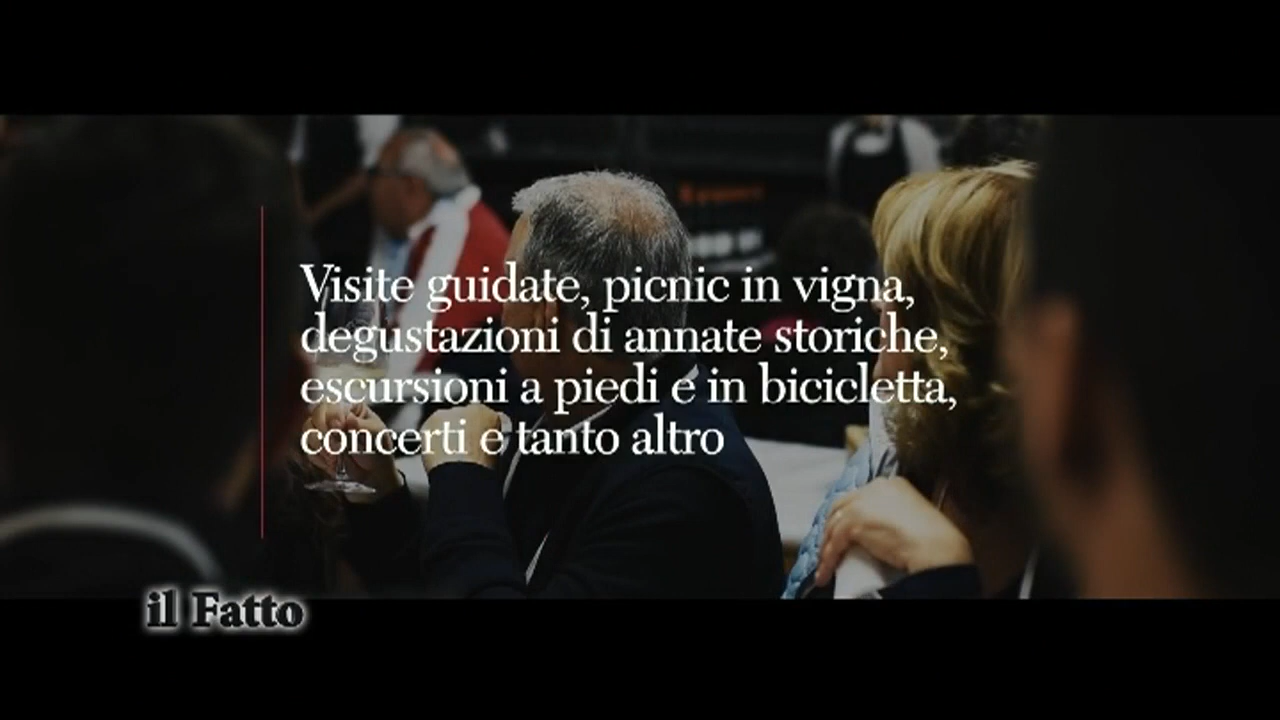 Visite guidate, picnic in vigna,
degustazioni di annate storiche,
escursioni a piedi e in bicicletta,
concerti e tanto altro
il Fatto